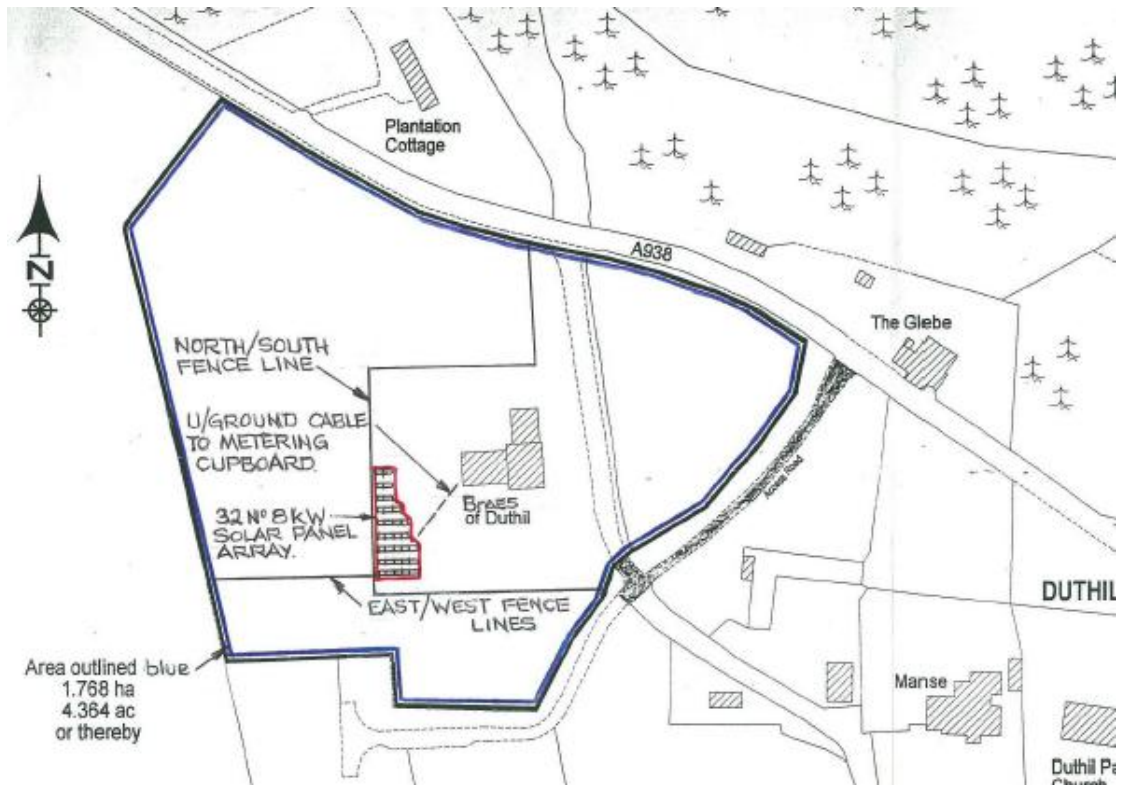 Plantation
Cottage
A938
N
The Glebe
NORTH/SOUTH
FENCE LINE
U/GROUND CABLE
TO METERING
CUPBOARD.
Braes
of Duthil
32 Nº 8KW
SOLAR PANEL
ARRAY.
Access Road
EAST/WEST FENCE
LINES
DUTHIL
Area outlined blue
1.768 ha
4.364 ac
or thereby
Manse
Duthil Pa
Church